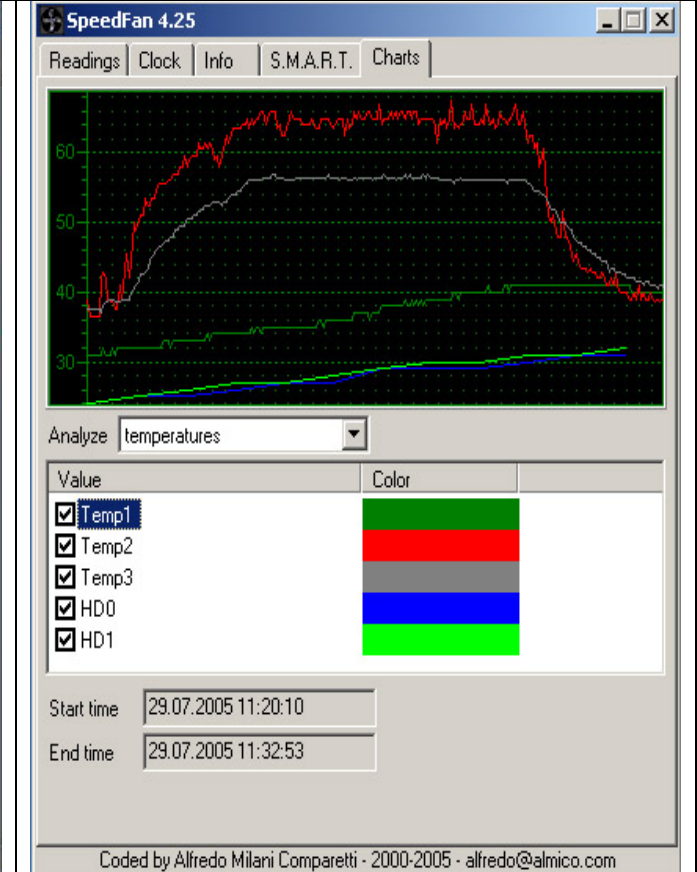 SpeedFan 4.25
Readings Clock Info S.M.A.R.T. Charts
60
50
40
30
Analyze temperatures
Value Color
Temp1
Temp2
Temp3
HD0
HD1
Start time 29.07.2005 11:20:10
End time 29.07.2005 11:32:53
Coded by Alfredo Milani Comparetti - 2000-2005 - alfredo@almico.com